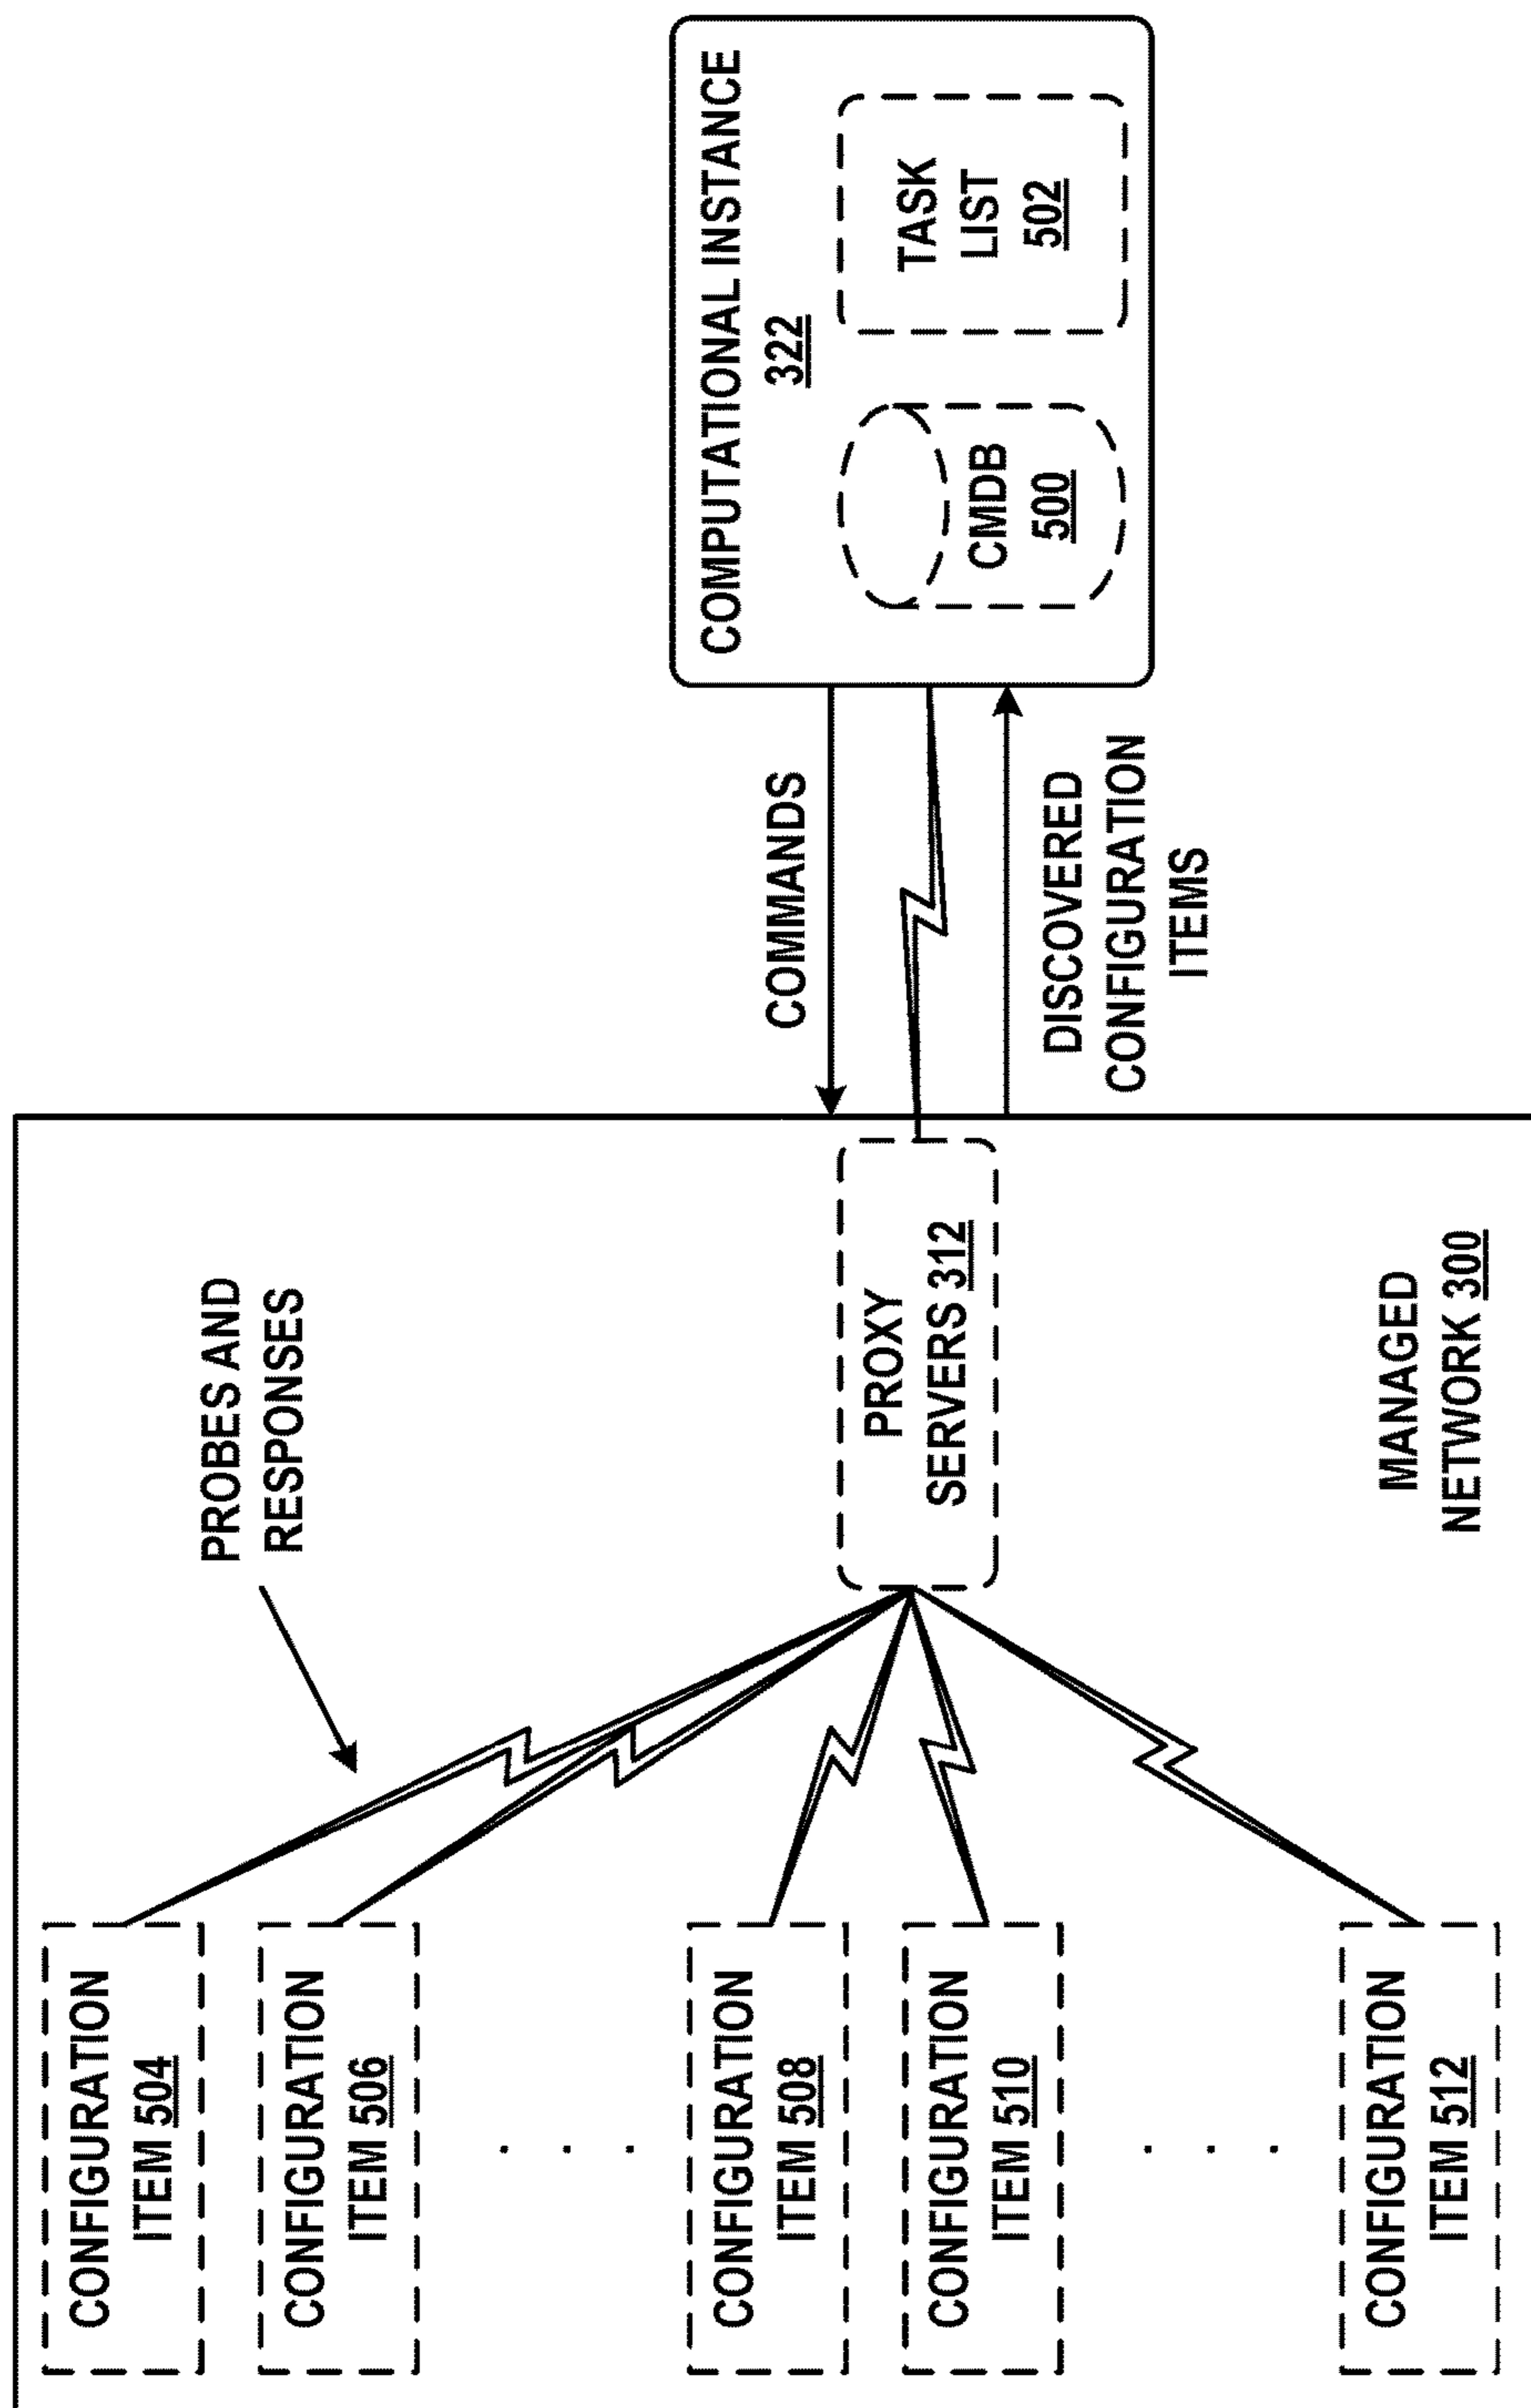 COMPUTATIONAL INSTANCE
322
CMDB
500
TASK
LIST
502
COMMANDS
DISCOVERED
CONFIGURATION
ITEMS
PROBES AND
RESPONSES
PROXY
SERVERS 312
MANAGED
NETWORK 300
CONFIGURATION
ITEM 504
CONFIGURATION
ITEM 506
. . .
CONFIGURATION
ITEM 508
CONFIGURATION
ITEM 510
. . .
CONFIGURATION
ITEM 512